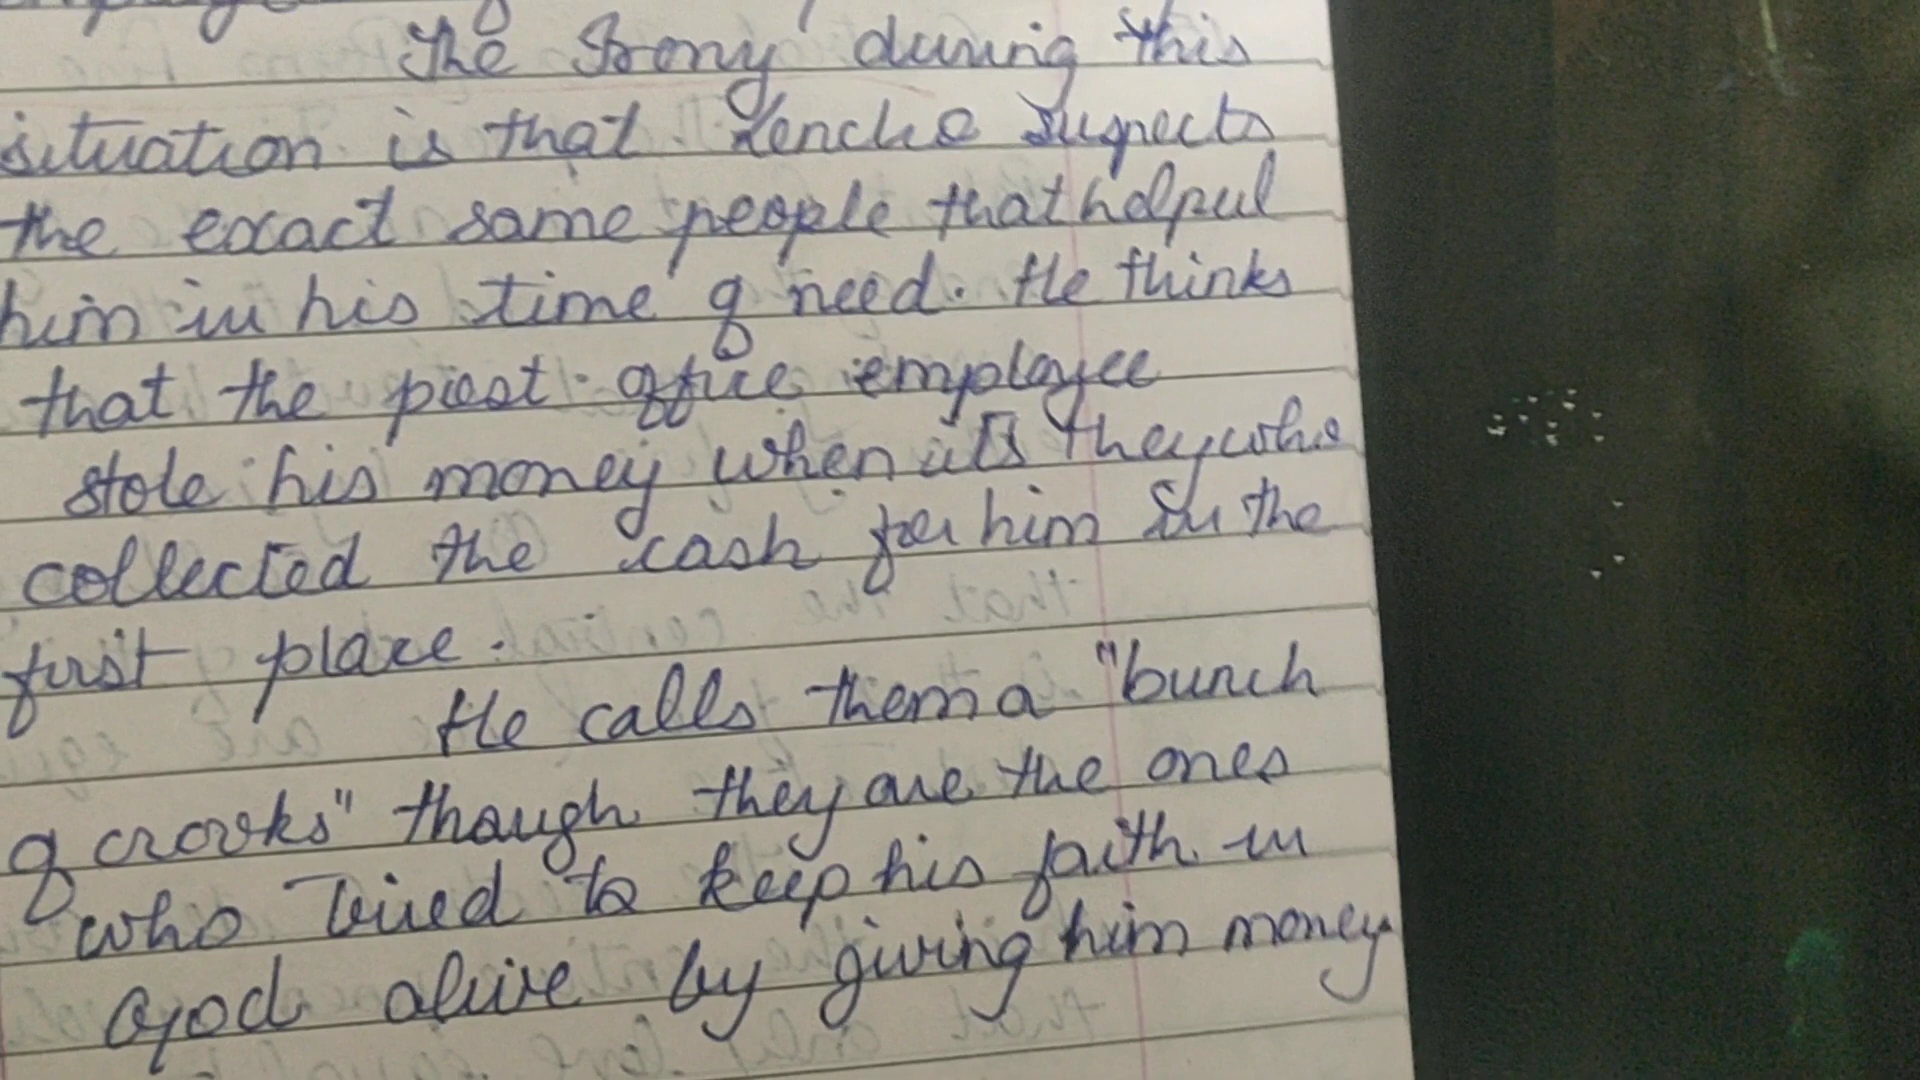 The Irony during this
situation is that Lencho suspects
the exact same people that helped
him in his time of need. He thinks
that the post office employee
stole his money when it's they who
collected the cash for him in the
first place.
He calls them a "bunch
of crooks" though they are the ones
who tried to keep his faith in
God alive by giving him money